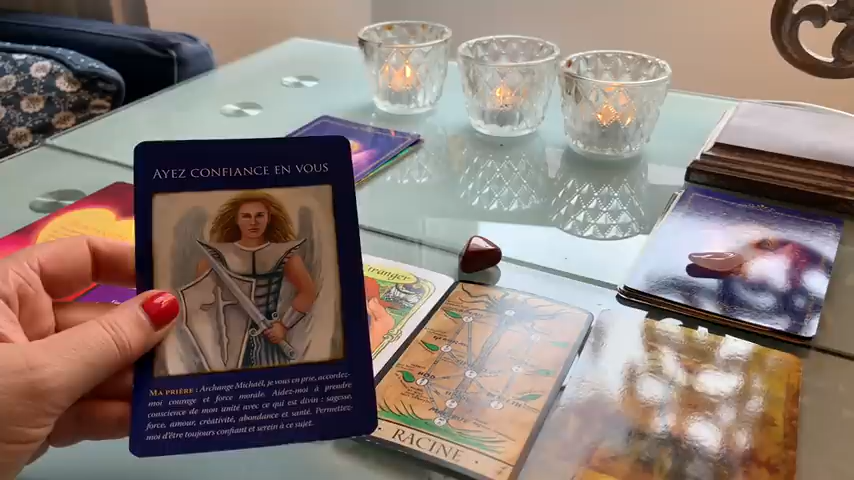 AYEZ CONFIANCE EN VOUS
MA PRIÈRE : Archange Michaël, je vous en prie, accordez-
moi courage et force morale. Aidez-moi à prendre
conscience de mon unité avec ce qui est divin : sagesse,
force, amour, créativité, abondance et santé. Permettez-
moi d'être toujours confiant et serein à ce sujet.
tranger
RACINE